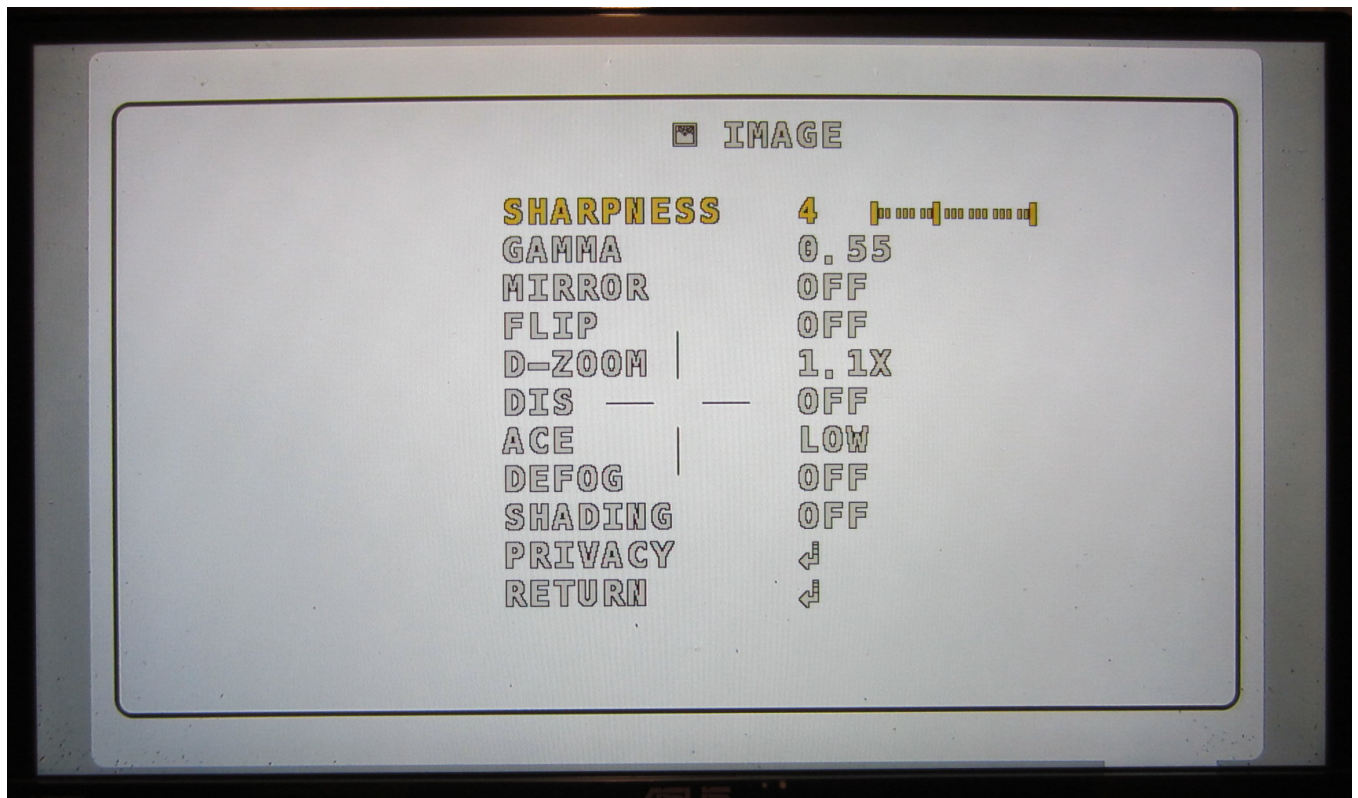 IMAGE
SHARPNESS 4
GAMMA 0.55
MIRROR OFF
FLIP OFF
D-ZOOM 1.1X
DIS OFF
ACE LOW
DEFOG OFF
SHADING OFF
PRIVACY ↲
RETURN ↲